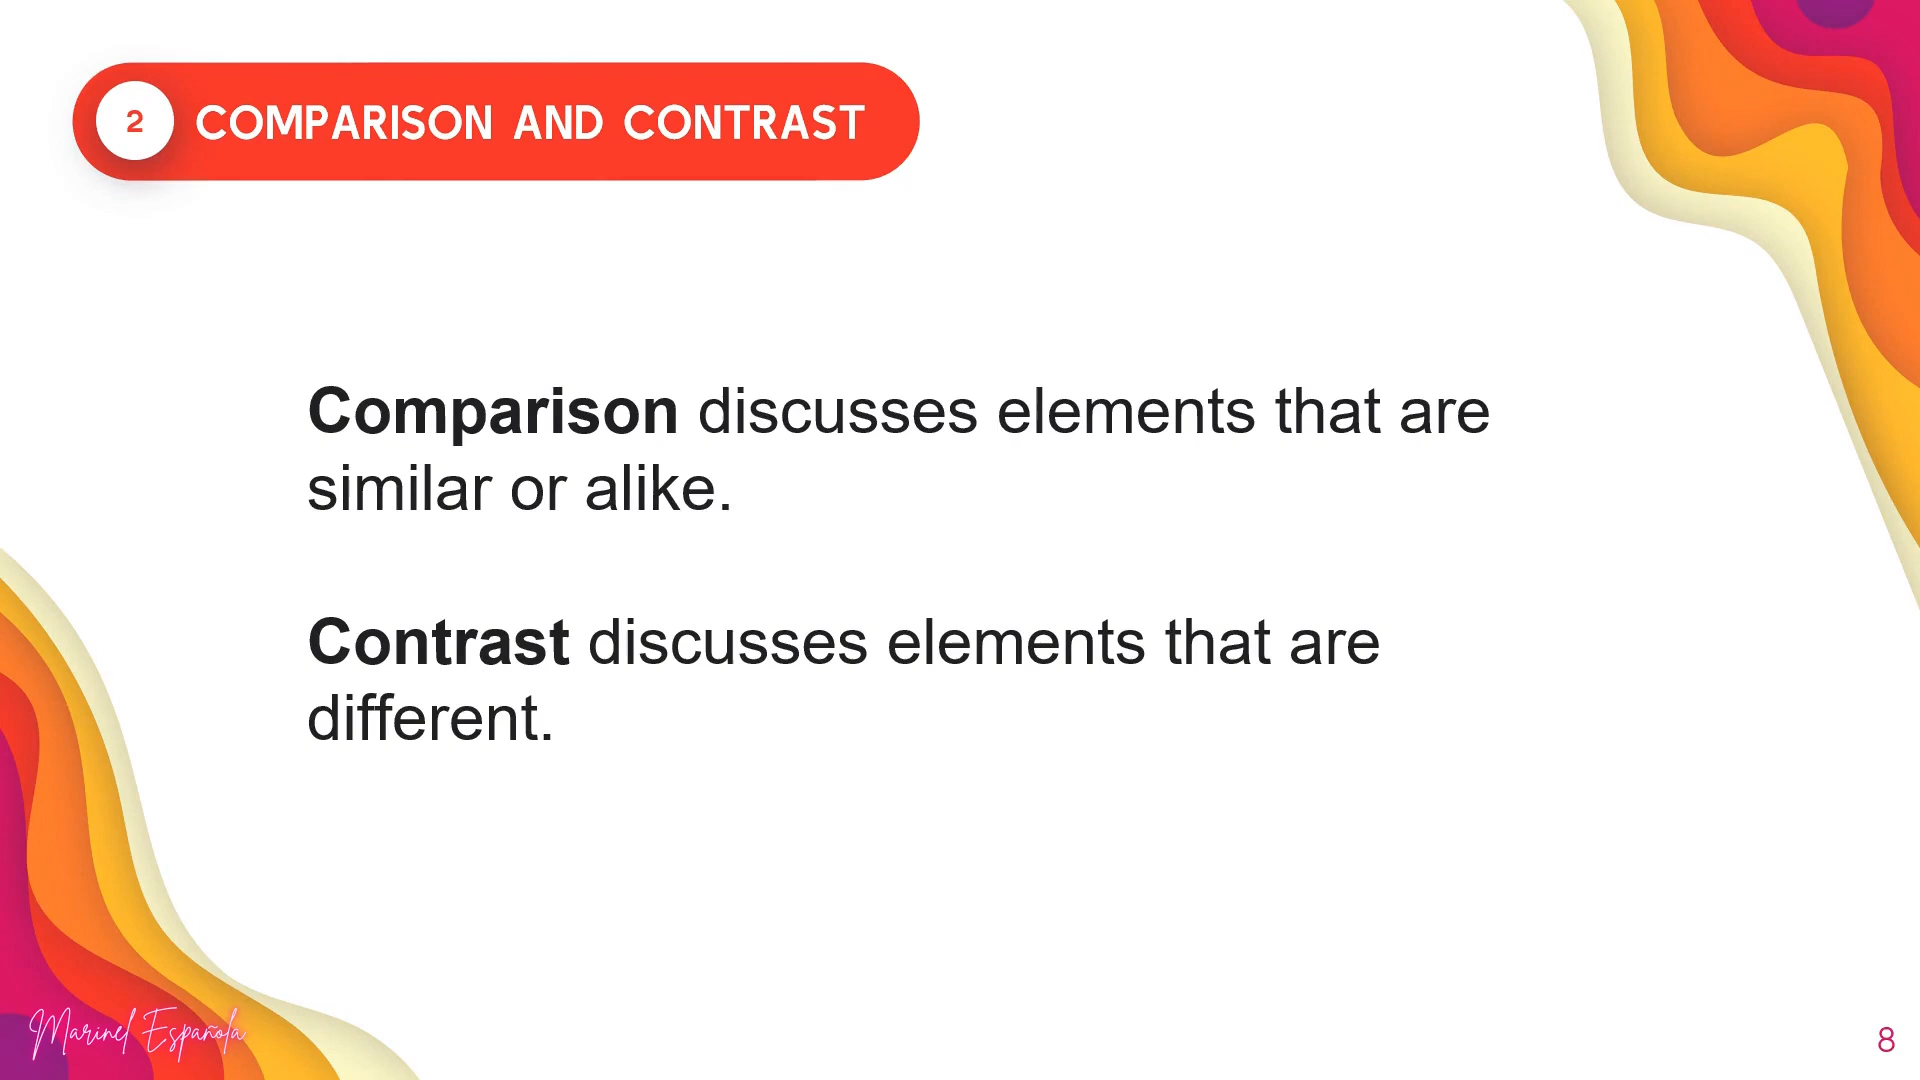 2
COMPARISON AND CONTRAST
Comparison discusses elements that are
similar or alike.
Contrast discusses elements that are
different.
Marinel Española
8